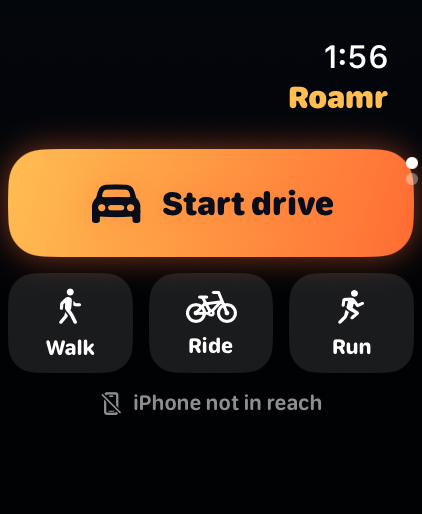 1:56
Roamr
Start drive
Walk
Ride
Run
iPhone not in reach